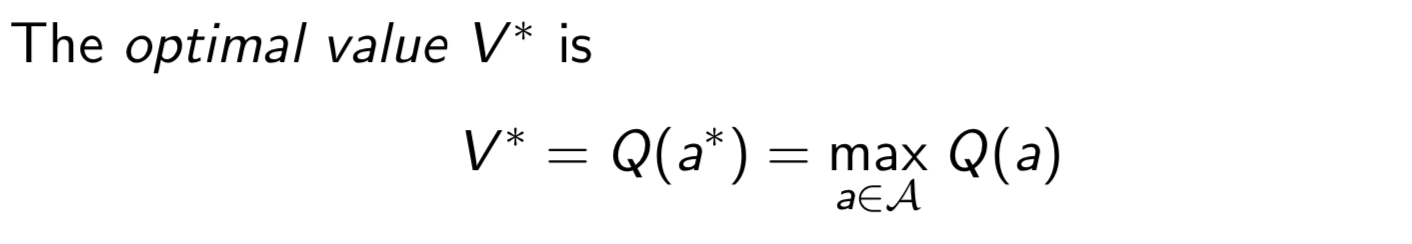 The optimal value V* is
V* = Q(a*) = max Q(a)
a∈𝒜